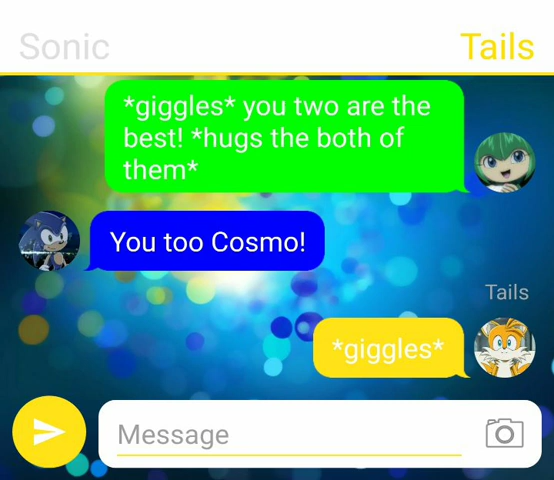 Sonic
Tails
*giggles* you two are the
best! *hugs the both of
them*
You too Cosmo!
Tails
*giggles*
Message